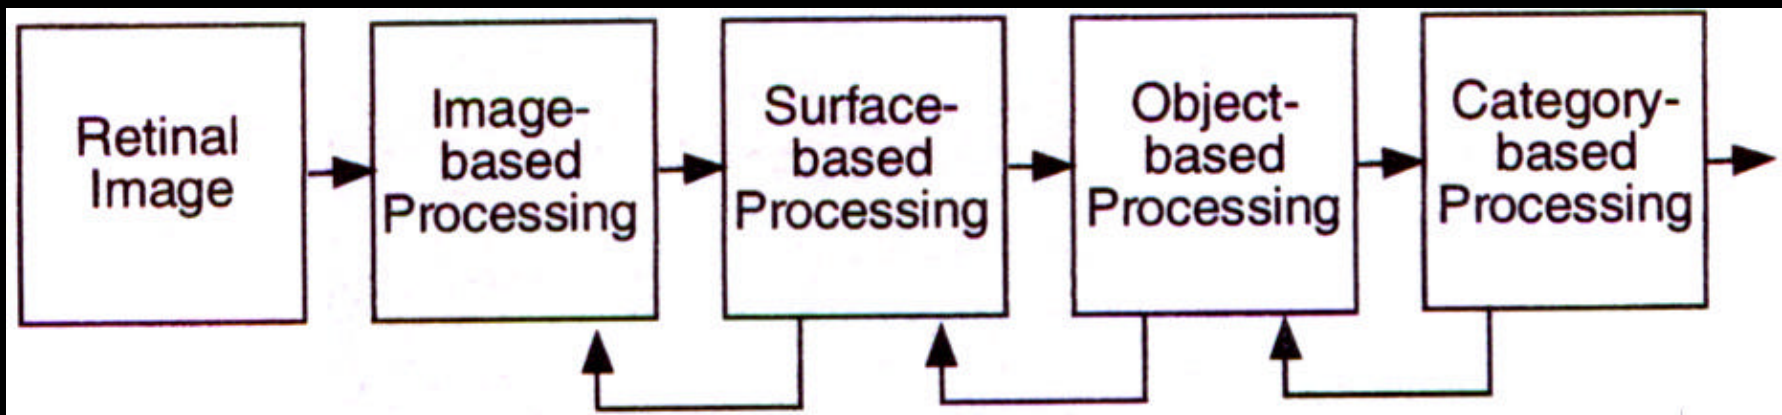 Retinal
Image
Image-
based
Processing
Surface-
based
Processing
Object-
based
Processing
Category-
based
Processing